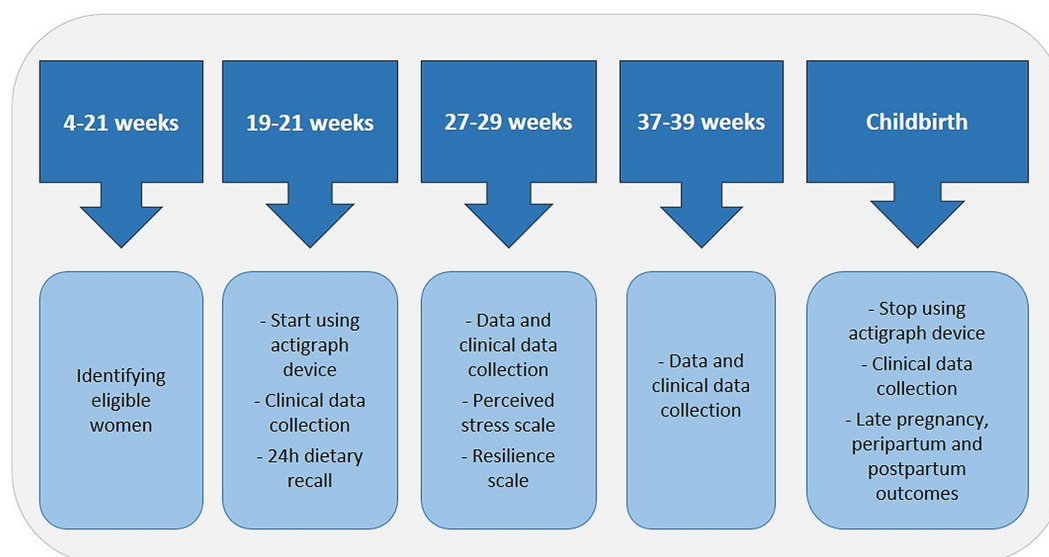 4-21 weeks
19-21 weeks
27-29 weeks
37-39 weeks
Childbirth
Identifying
eligible
women
- Start using
actigraph
device
- Clinical data
collection
- 24h dietary
recall
- Data and
clinical data
collection
- Perceived
stress scale
- Resilience
scale
- Data and
clinical data
collection
- Stop using
actigraph device
- Clinical data
collection
- Late pregnancy,
peripartum and
postpartum
outcomes